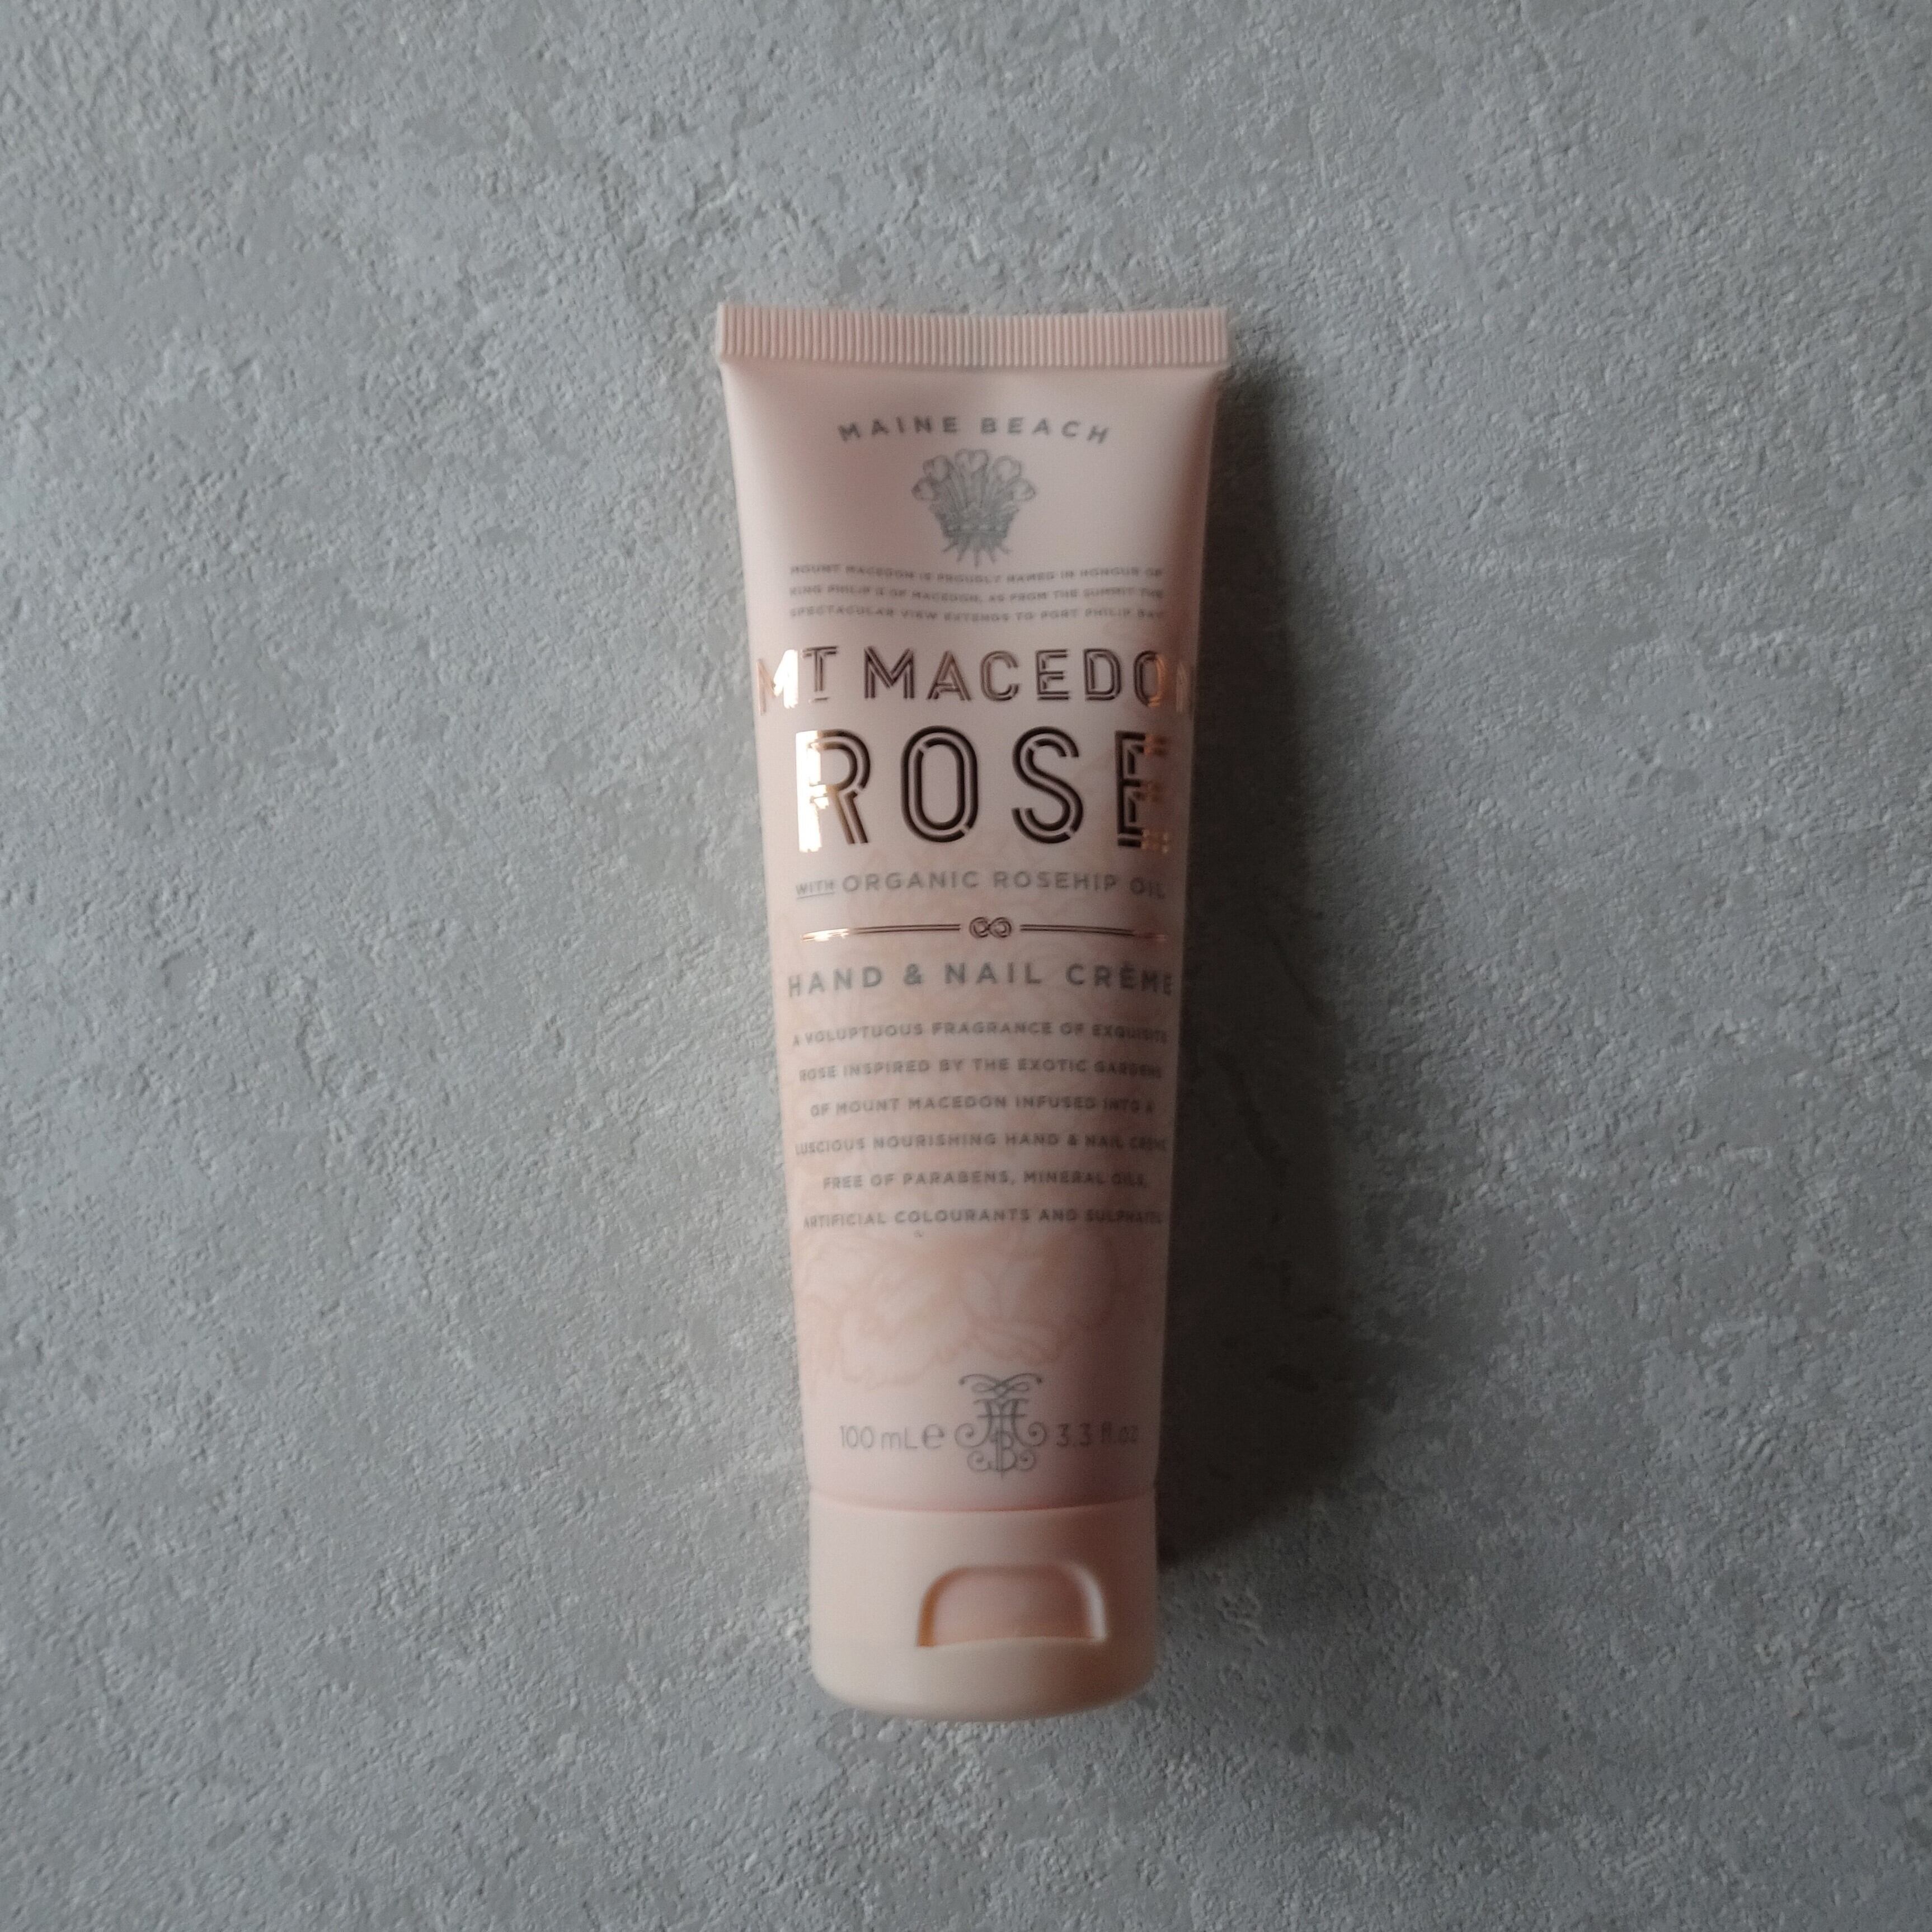 MAINE BEACH
MOUNT MACEDON IS PROUDLY NAMED IN HONOUR OF
KING PHILIP II OF MACEDON, AS FROM THE SUMMIT THE
SPECTACULAR VIEW EXTENDS TO PORT PHILIP BAY
MT MACEDON
ROSE
WITH ORGANIC ROSEHIP OIL
HAND & NAIL CRÈME
A VOLUPTUOUS FRAGRANCE OF EXQUISITE
ROSE INSPIRED BY THE EXOTIC GARDENS
OF MOUNT MACEDON INFUSED INTO A
LUSCIOUS NOURISHING HAND & NAIL CRÈME
FREE OF PARABENS, MINERAL OILS,
ARTIFICIAL COLOURANTS AND SULPHATES
100 mL e MB 3.3 fl.oz